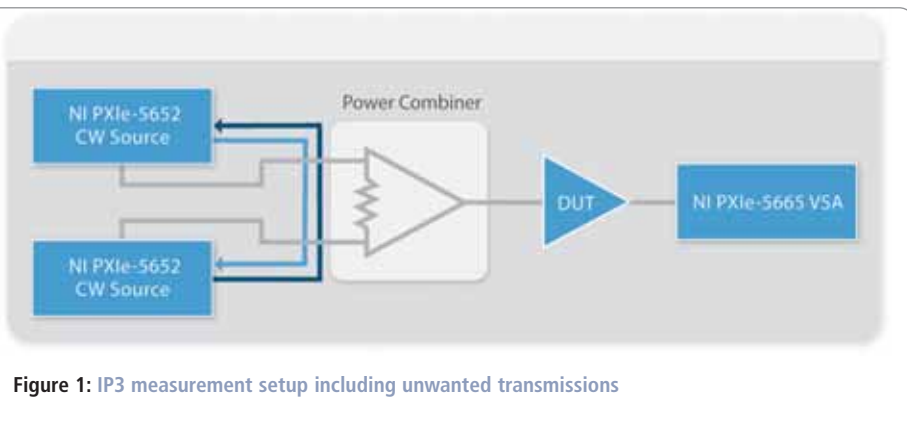 NI PXIe-5652
CW Source
Power Combiner
DUT
NI PXIe-5665 VSA
NI PXIe-5652
CW Source
Figure 1: IP3 measurement setup including unwanted transmissions